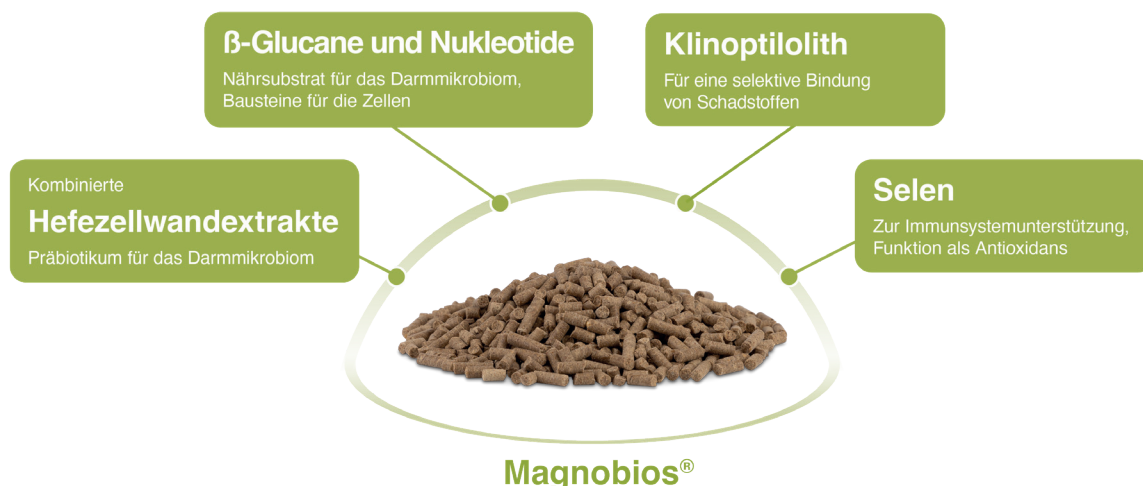 ß-Glucane und Nukleotide
Nährsubstrat für das Darmmikrobiom,
Bausteine für die Zellen
Klinoptilolith
Für eine selektive Bindung
von Schadstoffen
Kombinierte
Hefezellwandextrakte
Präbiotikum für das Darmmikrobiom
Selen
Zur Immunsystemunterstützung,
Funktion als Antioxidans
Magnobios®